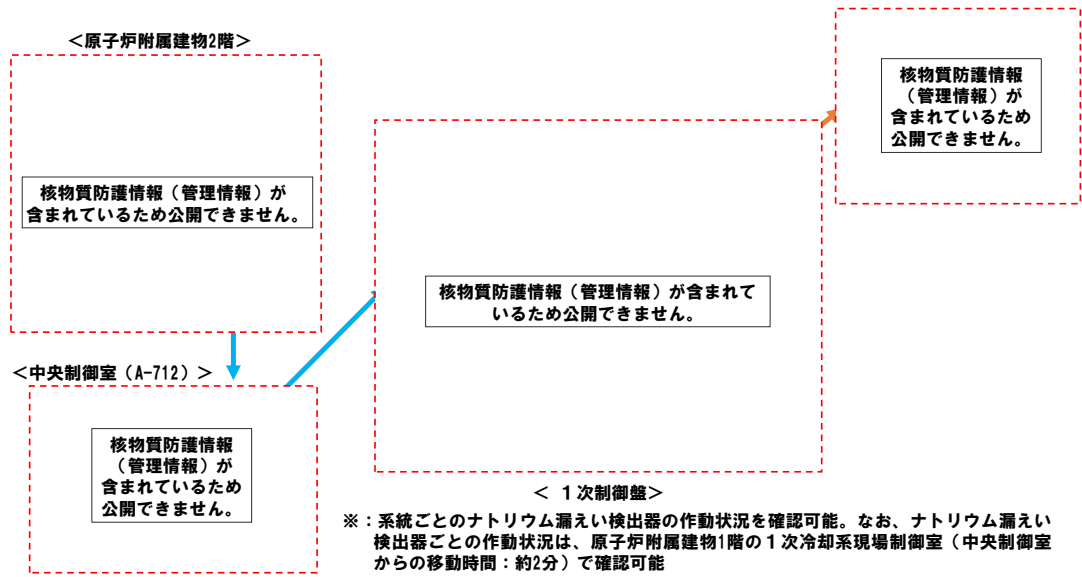 ＜原子炉附属建物2階＞
核物質防護情報（管理情報）が
含まれているため公開できません。
＜中央制御室（A-712）＞
核物質防護情報
（管理情報）が
含まれているため
公開できません。
核物質防護情報（管理情報）が含まれて
いるため公開できません。
＜ １次制御盤＞
核物質防護情報
（管理情報）が
含まれているため
公開できません。
※：系統ごとのナトリウム漏えい検出器の作動状況を確認可能。なお、ナトリウム漏えい
検出器ごとの作動状況は、原子炉附属建物1階の１次冷却系現場制御室（中央制御室
からの移動時間：約2分）で確認可能